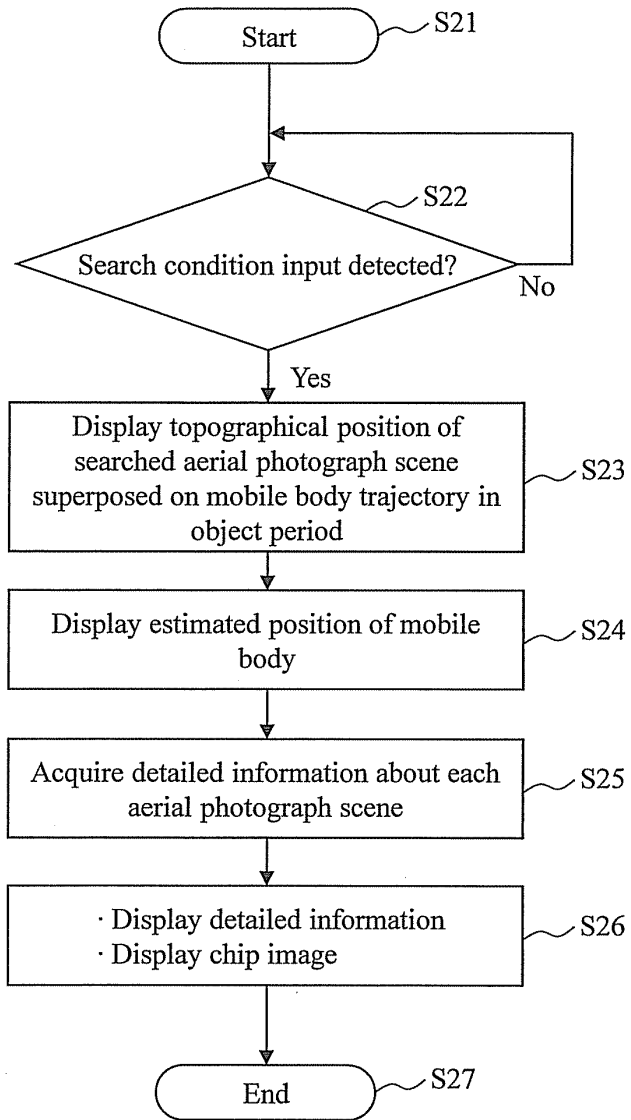 Start
S21
S22
Search condition input detected?
No
Yes
Display topographical position of
searched aerial photograph scene
superposed on mobile body trajectory in
object period
S23
Display estimated position of mobile
body
S24
Acquire detailed information about each
aerial photograph scene
S25
· Display detailed information
· Display chip image
S26
End
S27